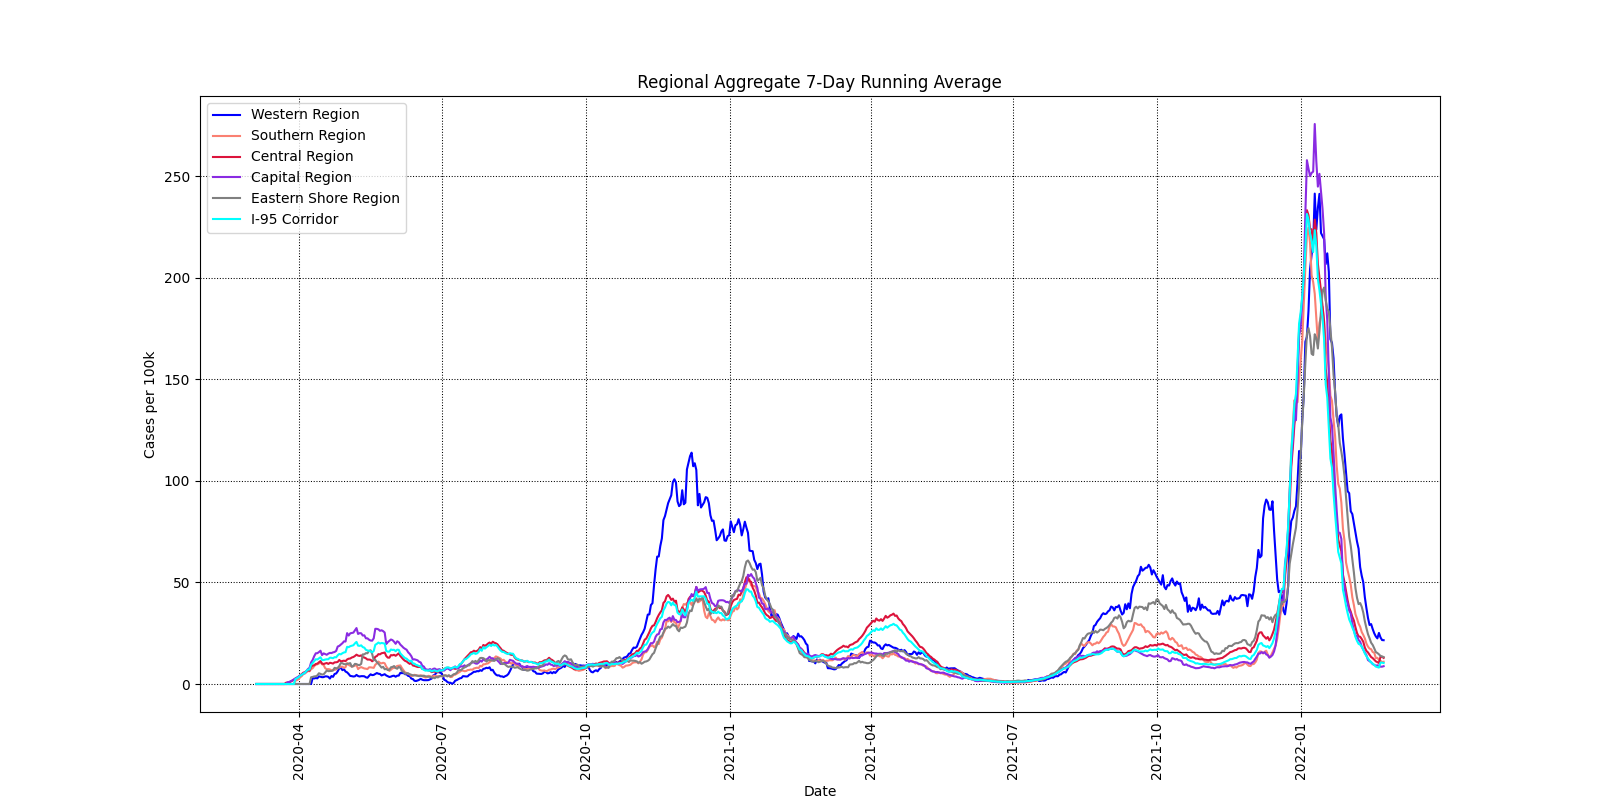 Regional Aggregate 7-Day Running Average
Western Region
Southern Region
Central Region
Capital Region
Eastern Shore Region
I-95 Corridor
Cases per 100k
250
200
150
100
50
0
2020-04
2020-07
2020-10
2021-01
2021-04
2021-07
2021-10
2022-01
Date